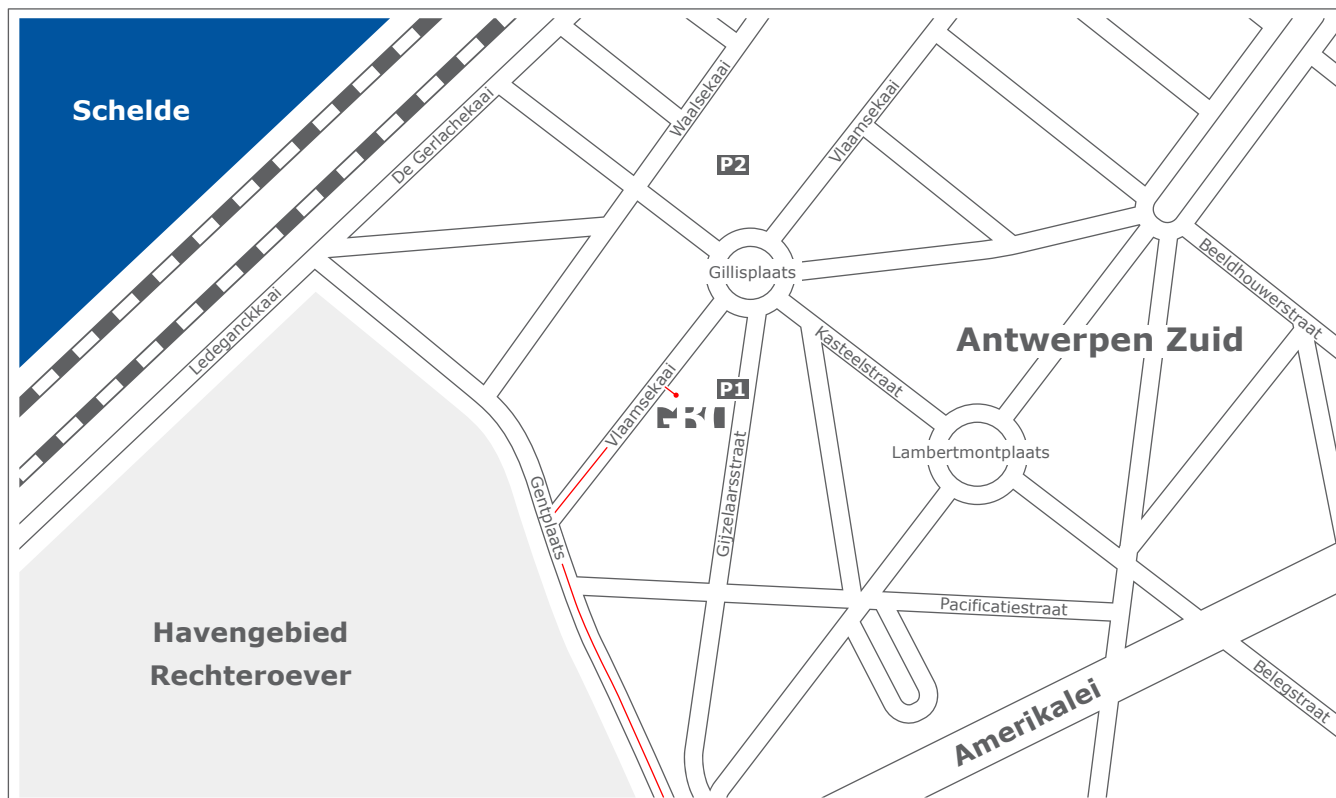 Schelde
De Gerlachekaai
Waalsekaai
Vlaamsekaai
P2
Ledeganckkaai
Gillisplaats
Beeldhouwerstraat
Antwerpen Zuid
Kasteelstraat
Vlaamsekaai
P1
Lambertmontplaats
Gentplaats
Gijzelaarsstraat
Pacificatiestraat
Havengebied
Rechteroever
Amerikalei
Belegstraat